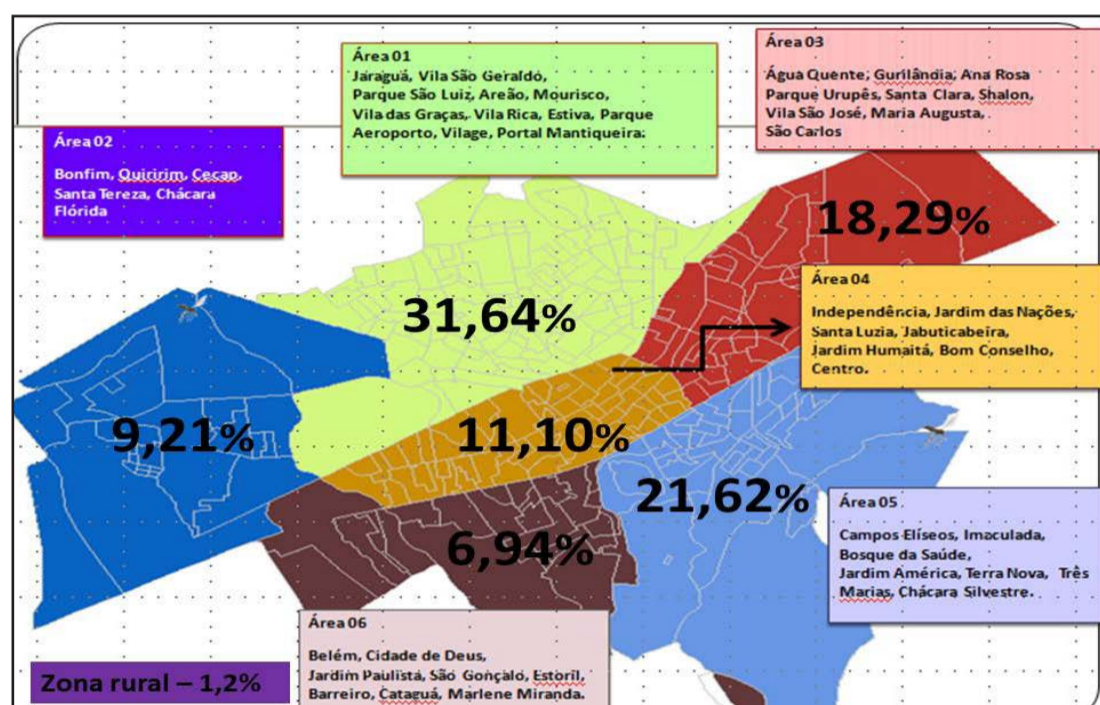 Área 01
Jaraguá, Vila São Geraldo,
Parque São Luiz, Areão, Mourisco,
Vila das Graças, Vila Rica, Estiva, Parque
Aeroporto, Vilage, Portal Mantiqueira.
Área 03
Água Quente, Gurilândia, Ana Rosa
Parque Urupês, Santa Clara, Shalon,
Vila São José, Maria Augusta,
São Carlos
Área 02
Bonfim, Quiririm, Cecap,
Santa Tereza, Chácara
Flórida
18,29%
Área 04
Independência, Jardim das Nações,
Santa Luzia, Jabuticabeira,
Jardim Humaitá, Bom Conselho,
Centro.
31,64%
9,21%
11,10%
21,62%
6,94%
Área 05
Campos Elíseos, Imaculada,
Bosque da Saúde,
Jardim América, Terra Nova, Três
Marias, Chácara Silvestre.
Área 06
Belém, Cidade de Deus,
Jardim Paulista, São Gonçalo, Estoril,
Barreiro, Cataguá, Marlene Miranda.
Zona rural – 1,2%